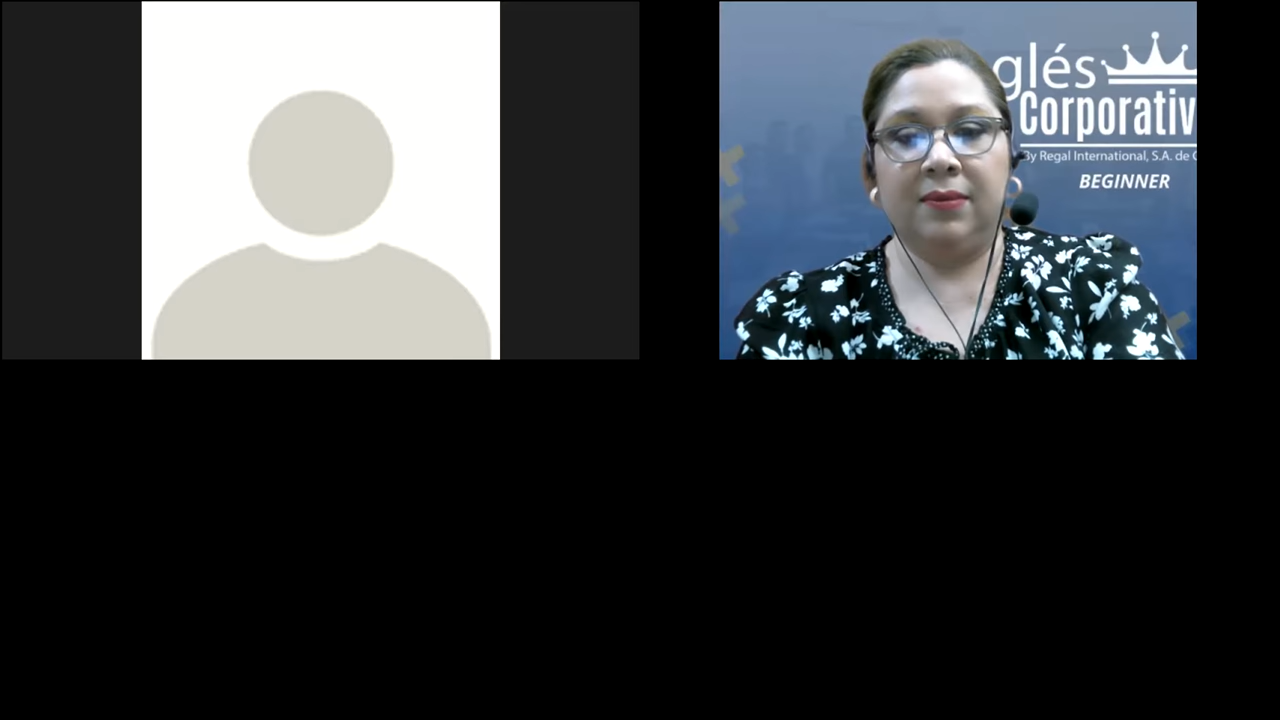 glés
Corporativ
By Regal International, S.A. de C
BEGINNER